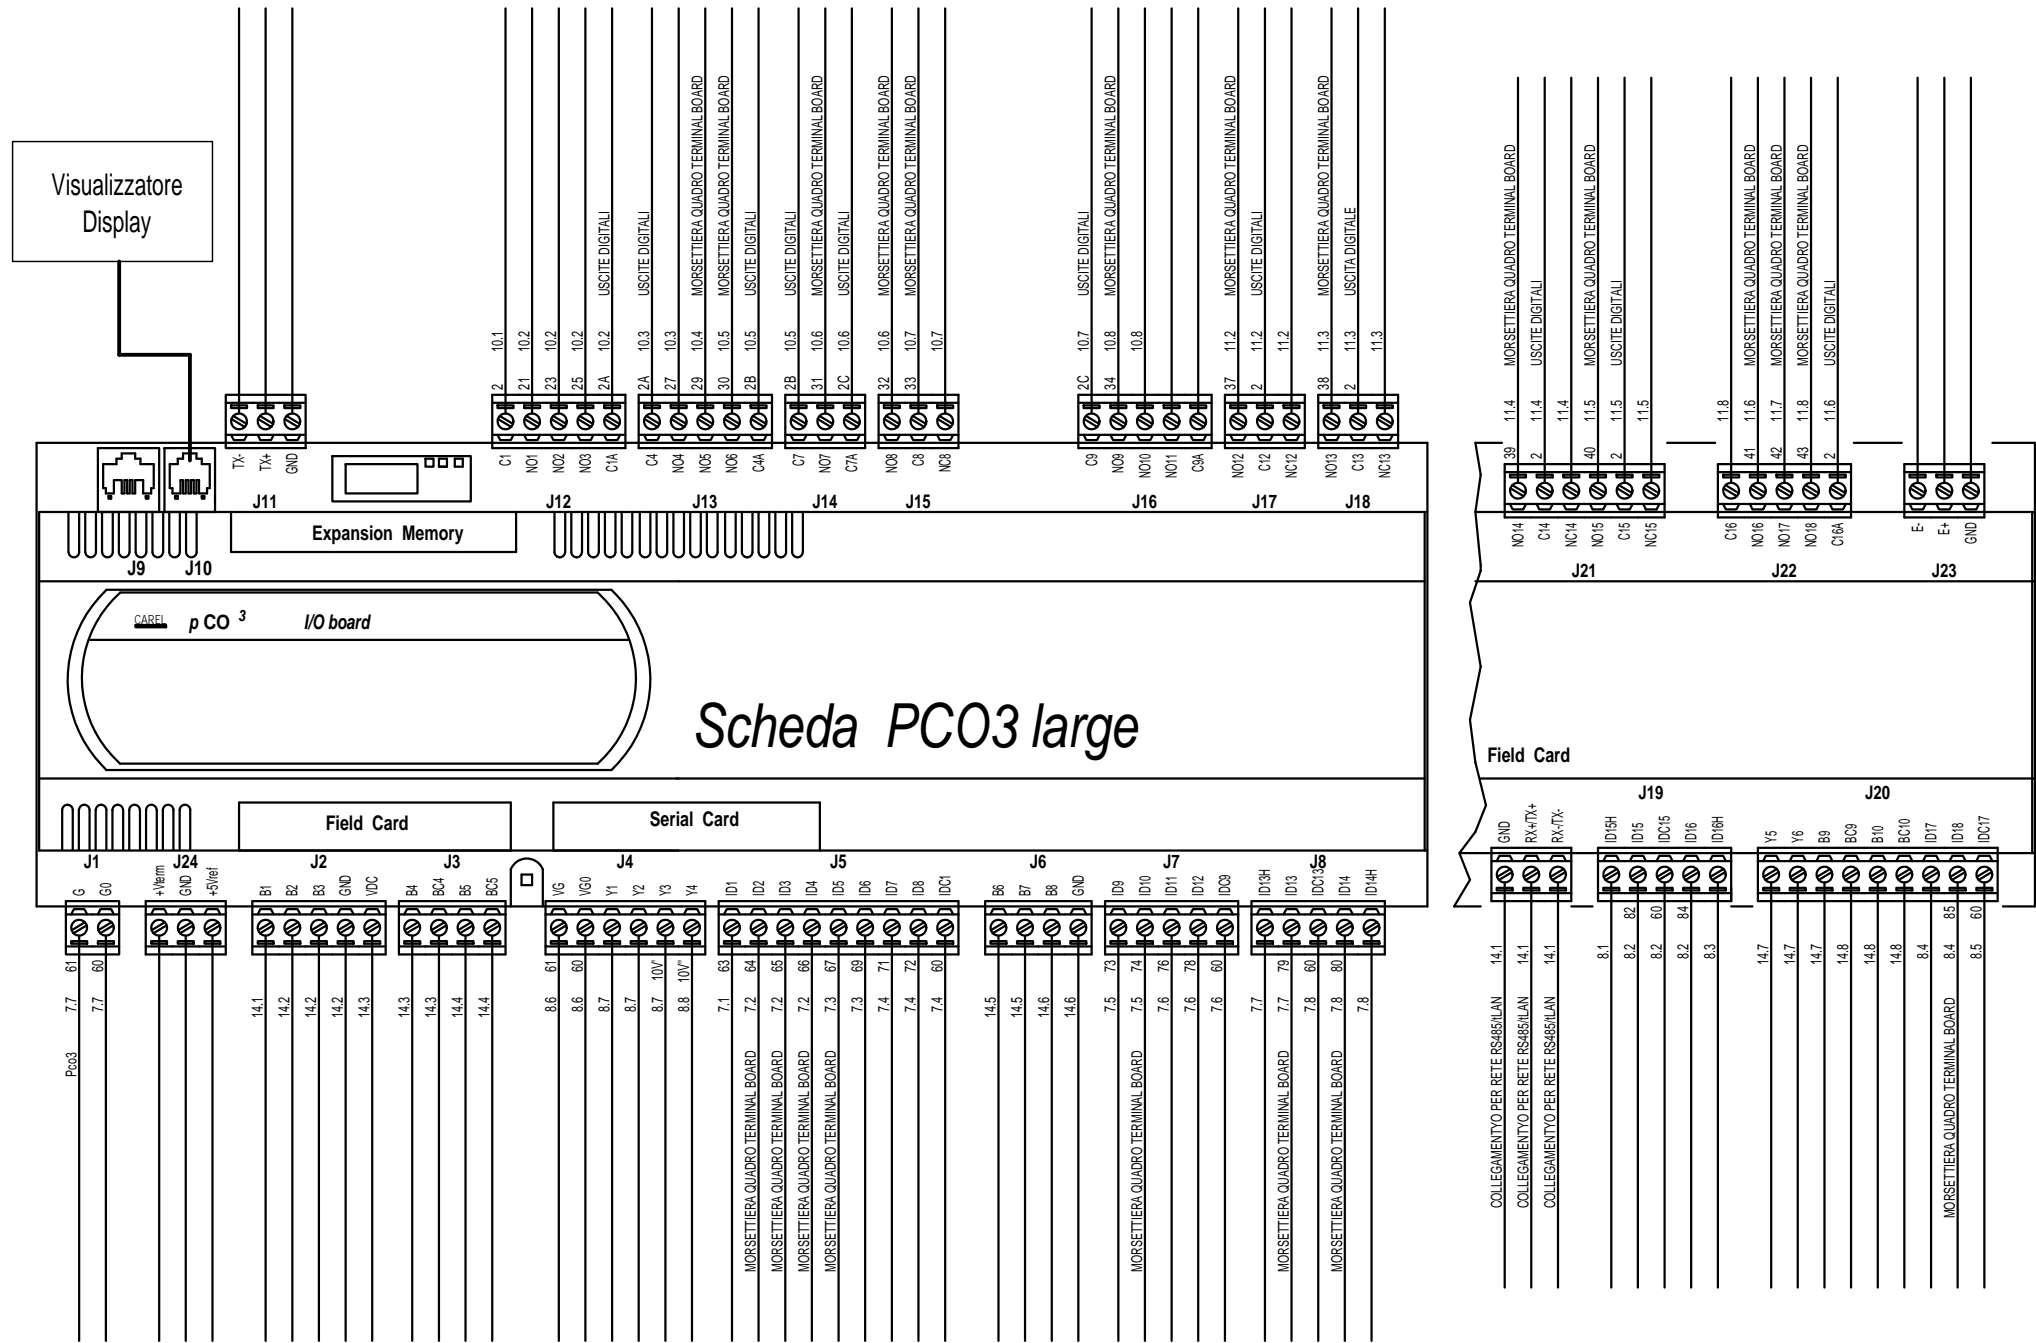 Visualizzatore
Display
TX-
TX+
GND
J11
2 10.1
21 10.2
23 10.2
25 10.2
2A 10.2 USCITE DIGITALI
C1
NO1
NO2
NO3
C1A
J12
2A 10.3 USCITE DIGITALI
27 10.3
29 10.4 MORSETTIERA QUADRO TERMINAL BOARD
30 10.5 MORSETTIERA QUADRO TERMINAL BOARD
2B 10.5 USCITE DIGITALI
C4
NO4
NO5
NO6
C4A
J13
2B 10.5 USCITE DIGITALI
31 10.6 MORSETTIERA QUADRO TERMINAL BOARD
2C 10.6 USCITE DIGITALI
C7
NO7
C7A
J14
32 10.6 MORSETTIERA QUADRO TERMINAL BOARD
33 10.7 MORSETTIERA QUADRO TERMINAL BOARD
10.7
NO8
C8
NC8
J15
2C 10.7 USCITE DIGITALI
34 10.8 MORSETTIERA QUADRO TERMINAL BOARD
10.8
C9
NO9
NO10
NO11
C9A
J16
37 11.2 MORSETTIERA QUADRO TERMINAL BOARD
2 11.2 USCITE DIGITALI
11.2
NO12
C12
NC12
J17
38 11.3 MORSETTIERA QUADRO TERMINAL BOARD
2 11.3 USCITA DIGITALE
11.3
NO13
C13
NC13
J18
39 11.4 MORSETTIERA QUADRO TERMINAL BOARD
2 11.4 USCITE DIGITALI
11.4
40 11.5 MORSETTIERA QUADRO TERMINAL BOARD
2 11.5 USCITE DIGITALI
11.5
NO14
C14
NC14
NO15
C15
NC15
J21
11.8
41 11.6 MORSETTIERA QUADRO TERMINAL BOARD
42 11.7 MORSETTIERA QUADRO TERMINAL BOARD
43 11.8 MORSETTIERA QUADRO TERMINAL BOARD
2 11.6 USCITE DIGITALI
C16
NO16
NO17
NO18
C16A
J22
E-
E+
GND
J23
Expansion Memory
J9
J10
CAREL pCO 3 I/O board
Scheda PCO3 large
Field Card
Serial Card
Field Card
J1
G
G0
61 7.7 Pco3
60 7.7
J24
+Vterm
GND
+5Vref
J2
B1
B2
B3
GND
VDC
14.1
14.2
14.2
14.2
14.3
J3
B4
BC4
B5
BC5
14.3
14.3
14.4
14.4
J4
VG
VG0
Y1
Y2
Y3
Y4
61 8.6
60 8.6
8.7
8.7
10V' 8.7
10V" 8.8
J5
ID1
ID2
ID3
ID4
ID5
ID6
ID7
ID8
IDC1
63 7.1
64 7.2 MORSETTIERA QUADRO TERMINAL BOARD
65 7.2 MORSETTIERA QUADRO TERMINAL BOARD
66 7.2 MORSETTIERA QUADRO TERMINAL BOARD
67 7.3 MORSETTIERA QUADRO TERMINAL BOARD
69 7.3
71 7.4
72 7.4
60 7.4
J6
B6
B7
B8
GND
14.5
14.5
14.6
14.6
J7
ID9
ID10
ID11
ID12
IDC9
73 7.5
74 7.5 MORSETTIERA QUADRO TERMINAL BOARD
76 7.6
78 7.6
60 7.6
J8
ID13H
ID13
IDC13
ID14
ID14H
7.7
79 7.7 MORSETTIERA QUADRO TERMINAL BOARD
60 7.8
80 7.8 MORSETTIERA QUADRO TERMINAL BOARD
7.8
GND
RX+/TX+
RX-/TX-
14.1 COLLEGAMENTYO PER RETE RS485/tLAN
14.1 COLLEGAMENTYO PER RETE RS485/tLAN
14.1 COLLEGAMENTYO PER RETE RS485/tLAN
J19
ID15H
ID15
IDC15
ID16
ID16H
8.1
82 8.2
60 8.2
84 8.2
8.3
J20
Y5
Y6
B9
BC9
B10
BC10
ID17
ID18
IDC17
14.7
14.7
14.7
14.8
14.8
14.8
8.4
85 8.4 MORSETTIERA QUADRO TERMINAL BOARD
60 8.5